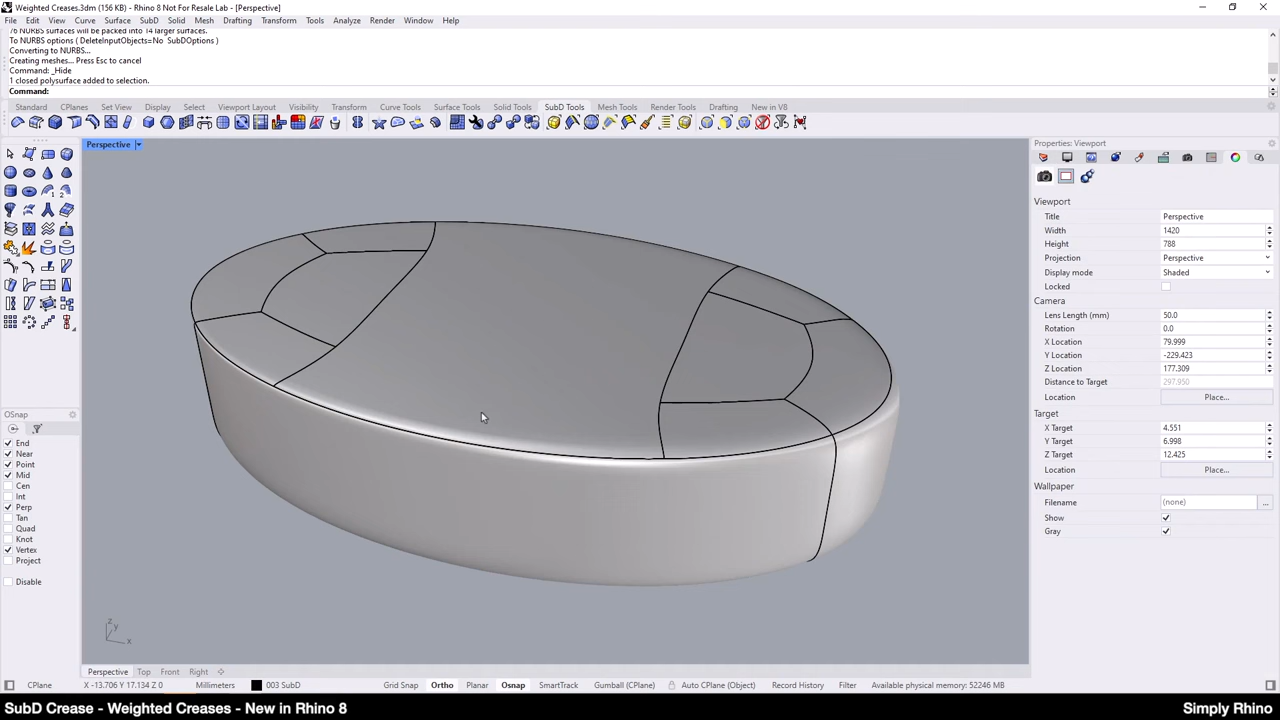 Weighted Creases.3dm (156 KB) - Rhino 8 Not For Resale Lab - [Perspective]
File Edit View Curve Surface SubD Solid Mesh Drafting Transform Tools Analyze Render Window Help
76 NURBS surfaces will be packed into 14 larger surfaces.
To NURBS options ( DeleteInputObjects=No SubDOptions )
Converting to NURBS...
Creating meshes... Press Esc to cancel
Command: _Hide
1 closed polysurface added to selection.
Command:
Standard CPlanes Set View Display Select Viewport Layout Visibility Transform Curve Tools Surface Tools Solid Tools SubD Tools Mesh Tools Render Tools Drafting New in V8
Perspective
Properties: Viewport
Viewport
Title Perspective
Width 1420
Height 788
Projection Perspective
Display mode Shaded
Locked
Camera
Lens Length (mm) 50.0
Rotation 0.0
X Location 79.999
Y Location -229.423
Z Location 177.309
Distance to Target 297.950
Location Place...
Target
X Target 4.551
Y Target 6.998
Z Target 12.425
Location Place...
Wallpaper
Filename (none) ...
Show
Gray
OSnap
End
Near
Point
Mid
Cen
Int
Perp
Tan
Quad
Knot
Vertex
Project
Disable
z
y
x
Perspective Top Front Right
CPlane X -13.706 Y 17.134 Z 0 Millimeters 003 SubD Grid Snap Ortho Planar Osnap SmartTrack Gumball (CPlane) Auto CPlane (Object) Record History Filter Available physical memory: 52246 MB
SubD Crease - Weighted Creases - New in Rhino 8 Simply Rhino